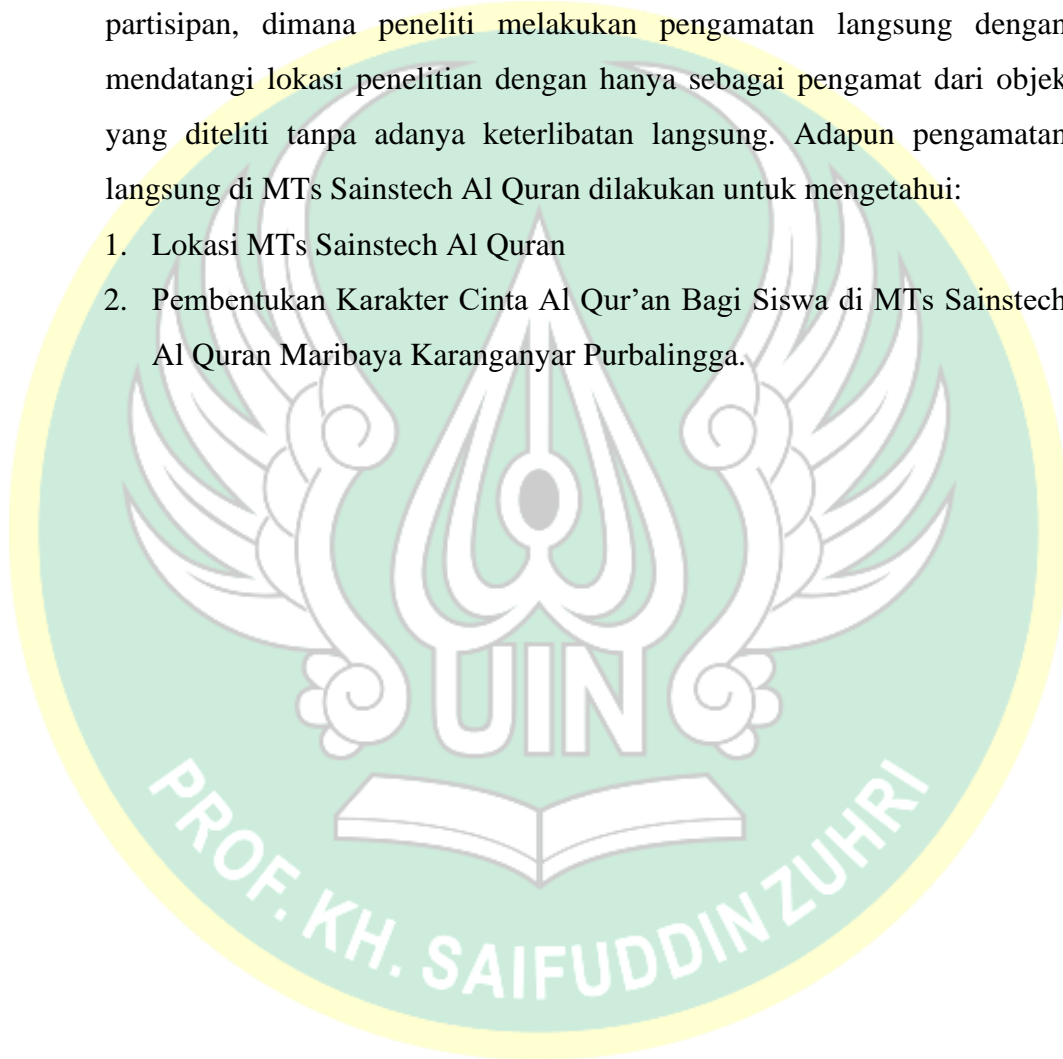 partisipan, dimana peneliti melakukan pengamatan langsung dengan
mendatangi lokasi penelitian dengan hanya sebagai pengamat dari objek
yang diteliti tanpa adanya keterlibatan langsung. Adapun pengamatan
langsung di MTs Sainstech Al Quran dilakukan untuk mengetahui:
1. Lokasi MTs Sainstech Al Quran
2. Pembentukan Karakter Cinta Al Qur’an Bagi Siswa di MTs Sainstech
Al Quran Maribaya Karanganyar Purbalingga.
UIN
PROF. KH. SAIFUDDIN ZUHRI